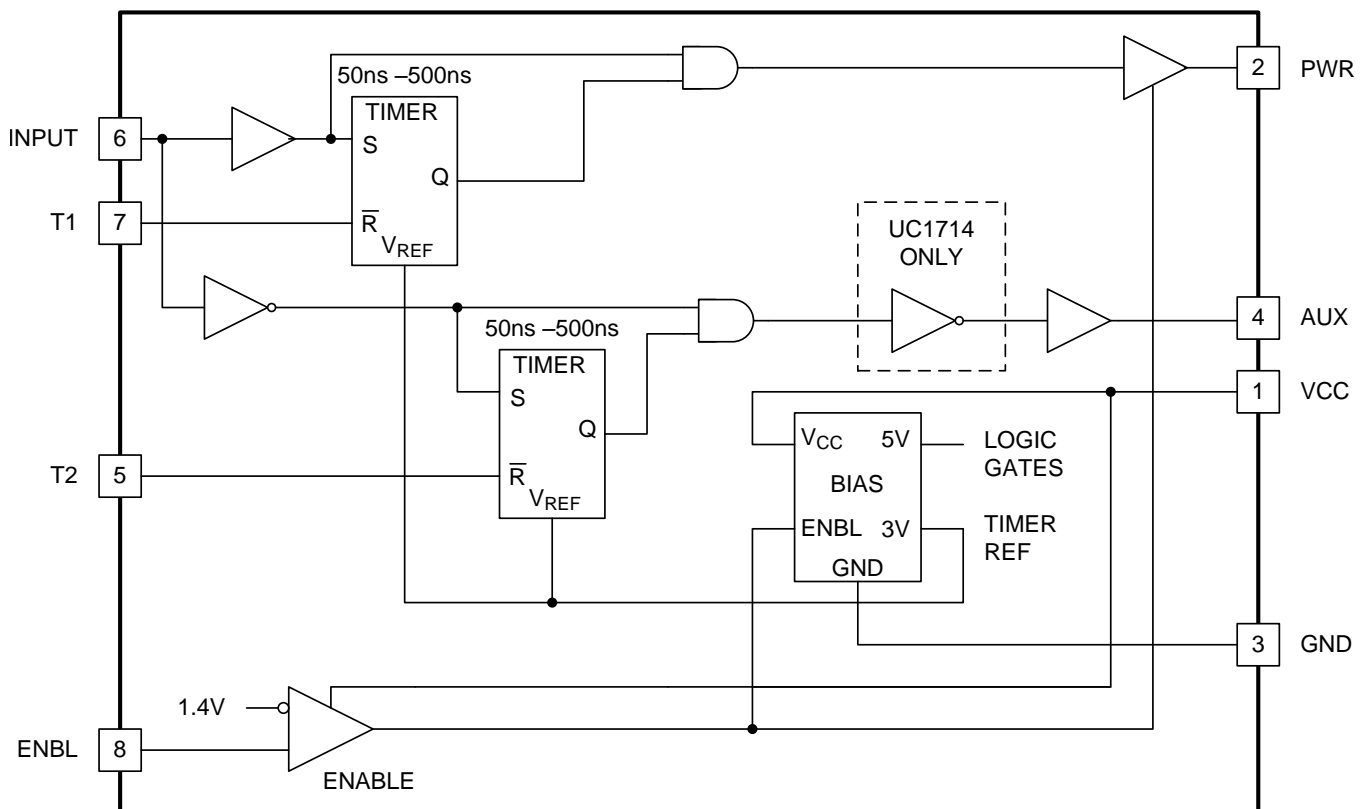 2 PWR
50ns –500ns
TIMER
INPUT 6
S
Q
T1 7
R
VREF
UC1714
ONLY
50ns –500ns
4 AUX
TIMER
1 VCC
S
Q
VCC 5V
LOGIC
GATES
T2 5
R
BIAS
VREF
ENBL 3V
TIMER
REF
GND
3 GND
1.4V
ENBL 8
ENABLE